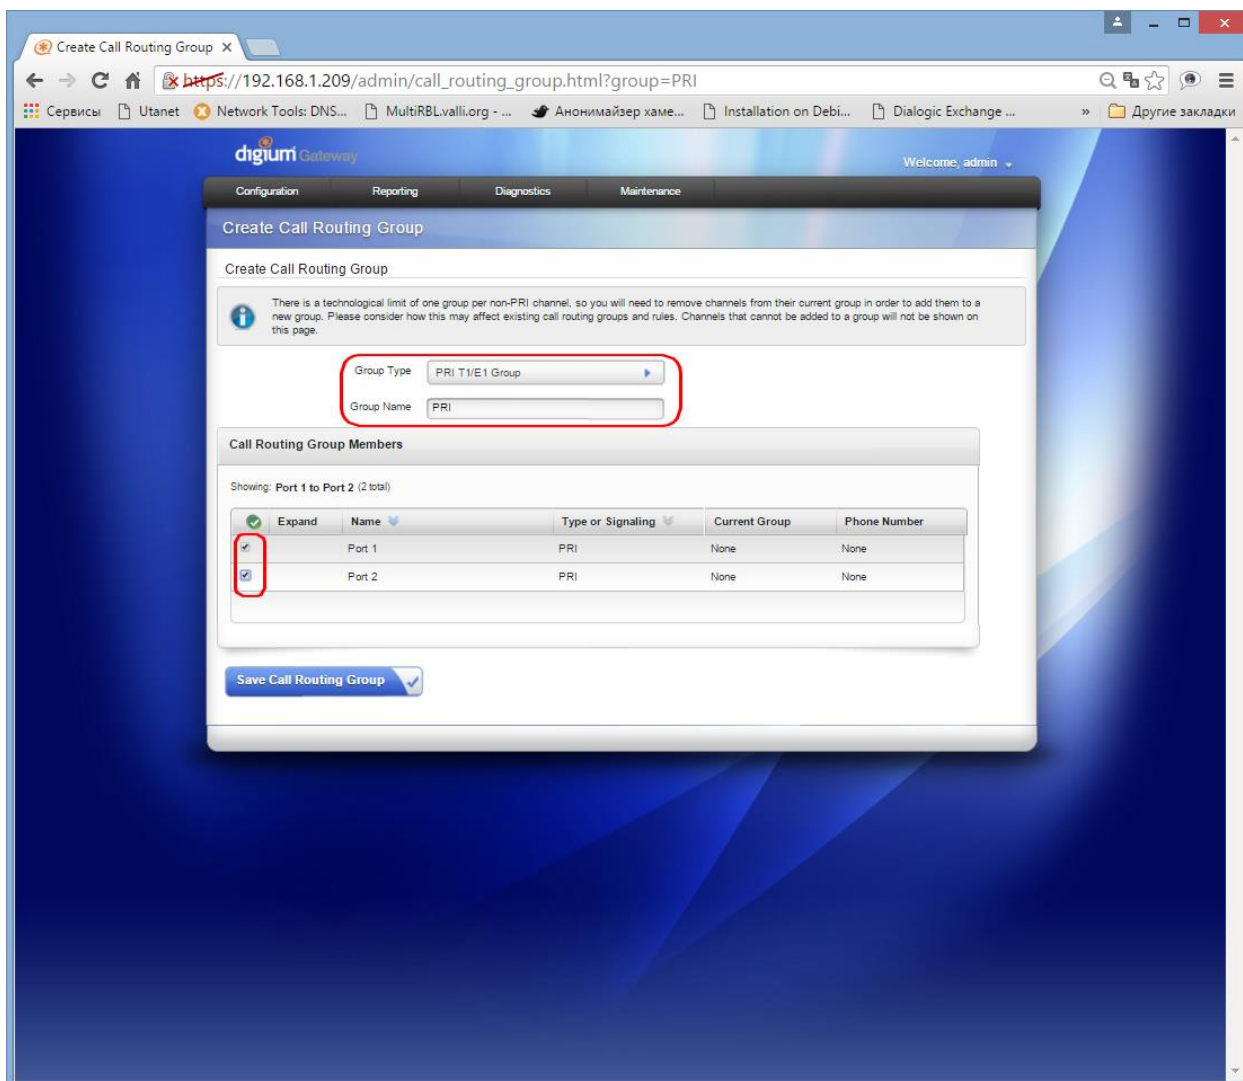 Create Call Routing Group
https://192.168.1.209/admin/call_routing_group.html?group=PRI
Сервисы Utanet Network Tools: DNS... MultiRBL.valli.org - ... Анонимайзер хаме... Installation on Debi... Dialogic Exchange ... » Другие закладки
digium Gateway
Welcome, admin
Configuration Reporting Diagnostics Maintenance
Create Call Routing Group
Create Call Routing Group
There is a technological limit of one group per non-PRI channel, so you will need to remove channels from their current group in order to add them to a
new group. Please consider how this may affect existing call routing groups and rules. Channels that cannot be added to a group will not be shown on
this page.
Group Type PRI T1/E1 Group
Group Name PRI
Call Routing Group Members
Showing: Port 1 to Port 2 (2 total)
Expand Name Type or Signaling Current Group Phone Number
Port 1 PRI None None
Port 2 PRI None None
Save Call Routing Group